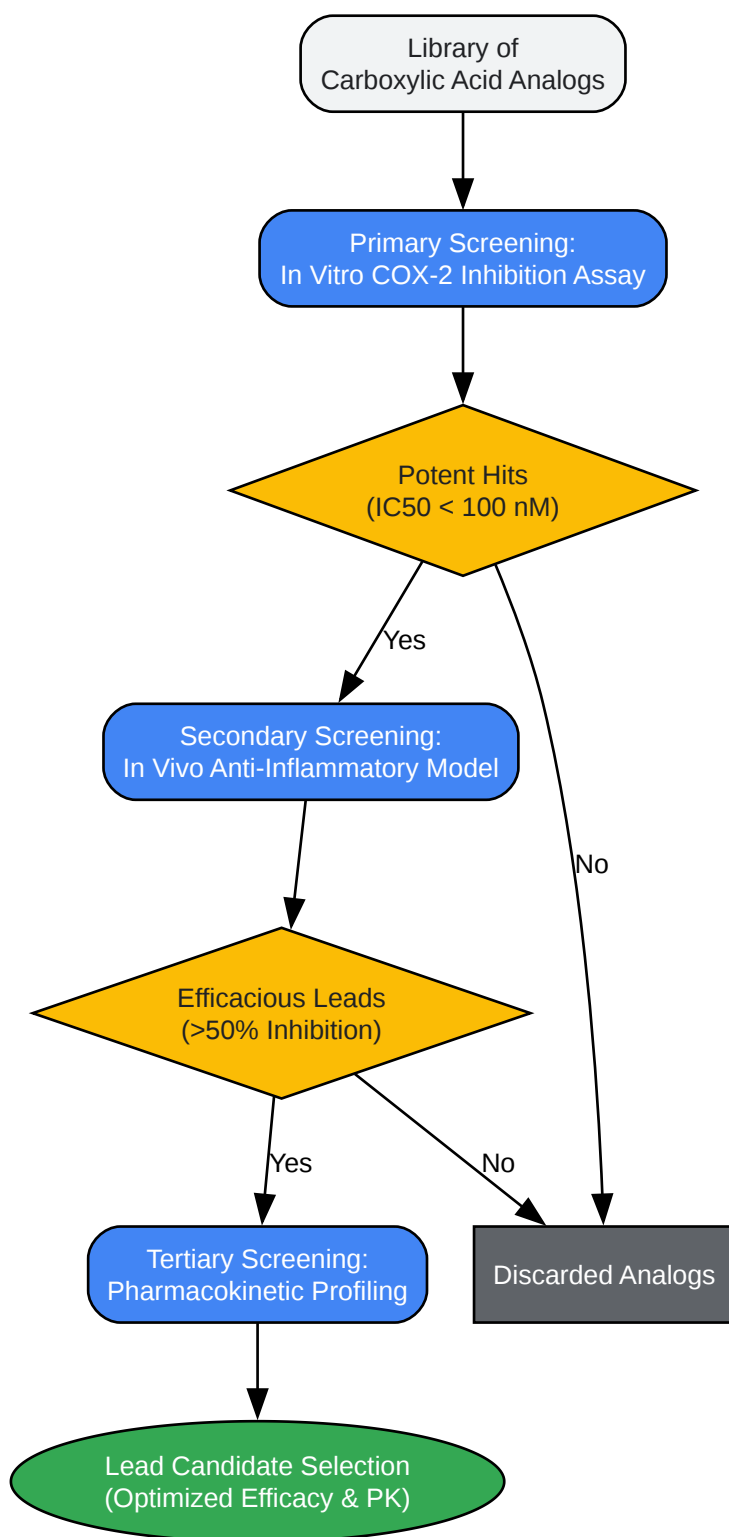 Library of
Carboxylic Acid Analogs
Primary Screening:
In Vitro COX-2 Inhibition Assay
Potent Hits
(IC50 < 100 nM)
Yes
Secondary Screening:
In Vivo Anti-Inflammatory Model
No
Efficacious Leads
(>50% Inhibition)
Yes
No
Tertiary Screening:
Pharmacokinetic Profiling
Discarded Analogs
Lead Candidate Selection
(Optimized Efficacy & PK)